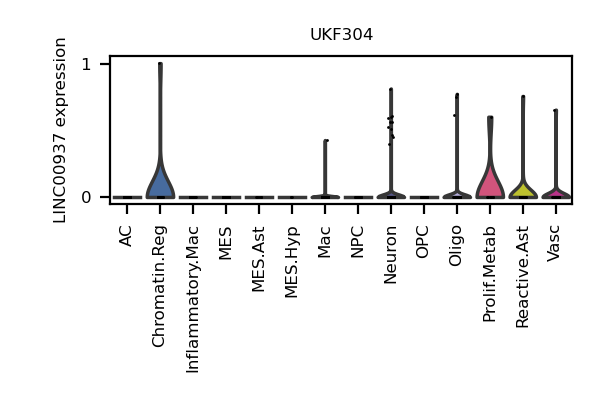 UKF304
LINC00937 expression
1
0
AC
Chromatin.Reg
Inflammatory.Mac
MES
MES.Ast
MES.Hyp
Mac
NPC
Neuron
OPC
Oligo
Prolif.Metab
Reactive.Ast
Vasc